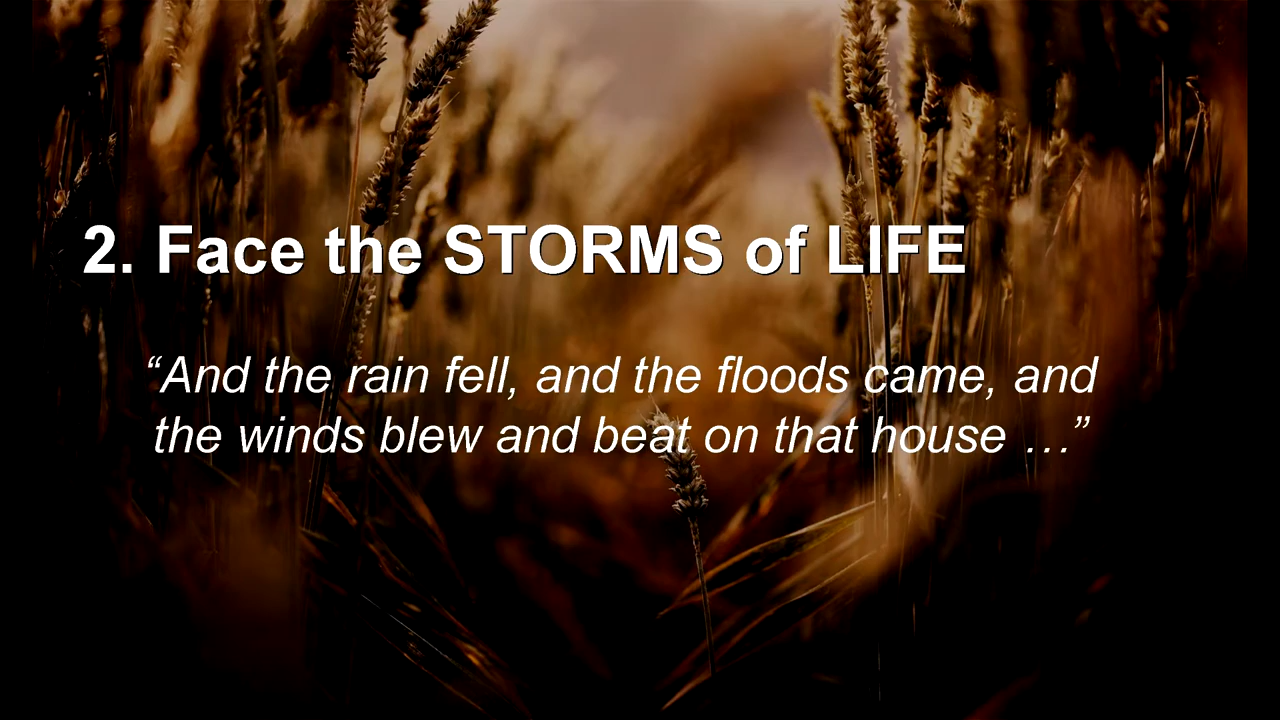 2. Face the STORMS of LIFE
“And the rain fell, and the floods came, and
the winds blew and beat on that house …”